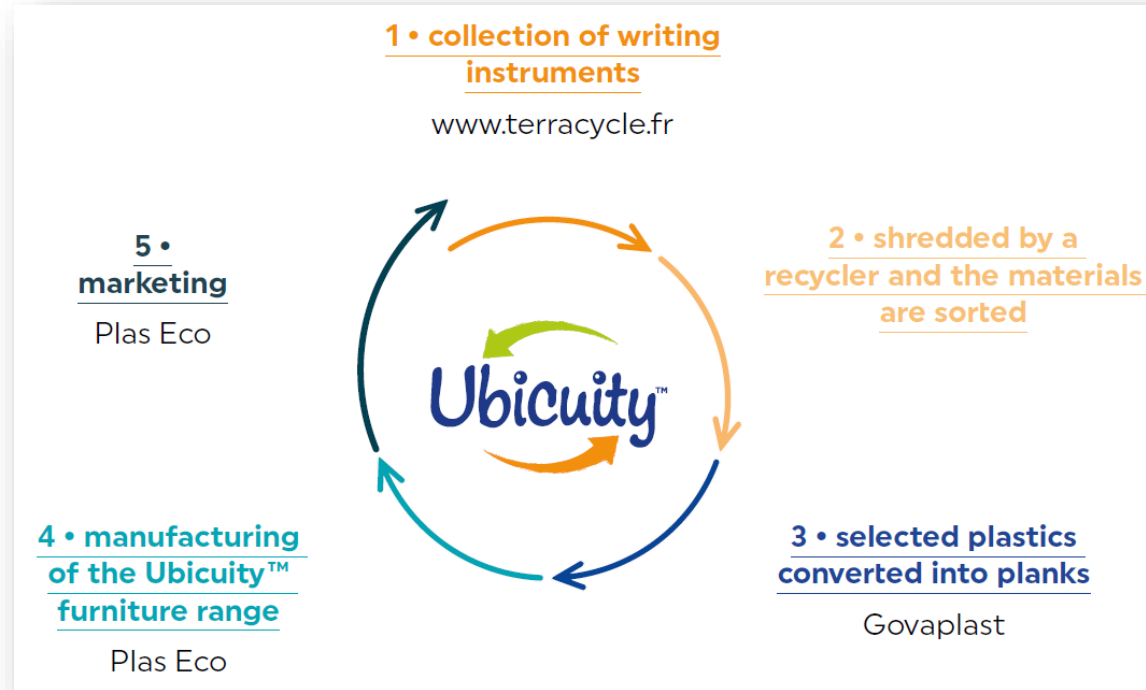 1 • collection of writing
instruments
www.terracycle.fr
2 • shredded by a
recycler and the materials
are sorted
3 • selected plastics
converted into planks
Govaplast
4 • manufacturing
of the Ubicuity™
furniture range
Plas Eco
5 •
marketing
Plas Eco
Ubicuity™